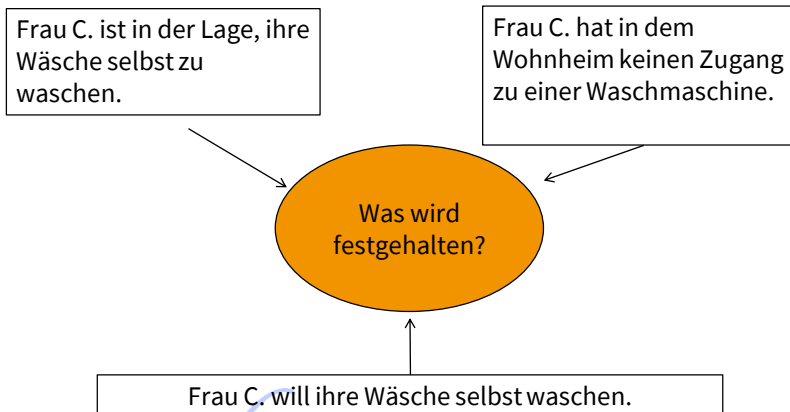 Frau C. ist in der Lage, ihre
Wäsche selbst zu
waschen.
Frau C. hat in dem
Wohnheim keinen Zugang
zu einer Waschmaschine.
Was wird
festgehalten?
Frau C. will ihre Wäsche selbst waschen.